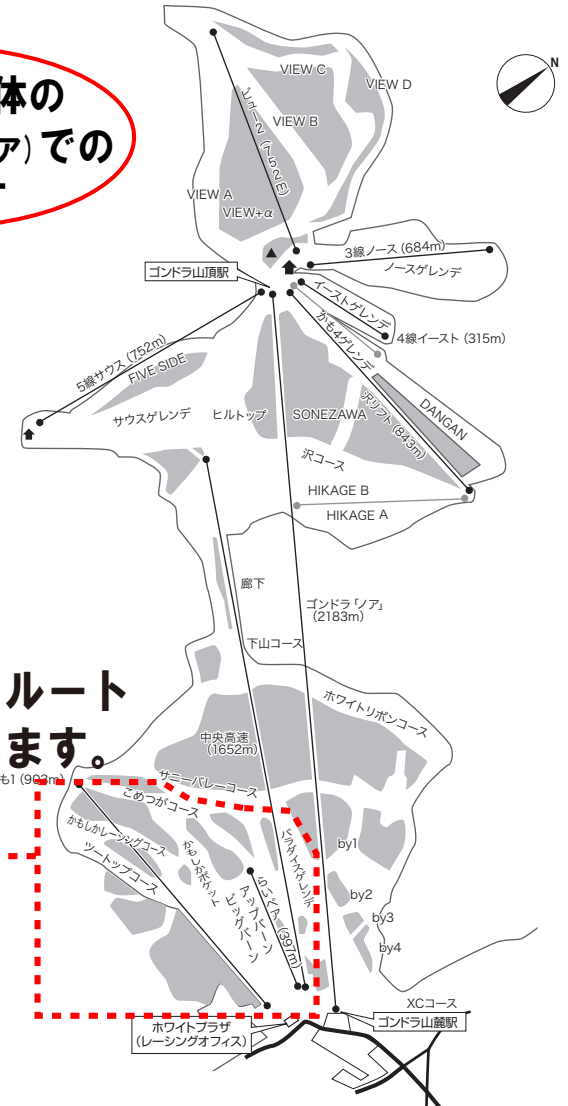 体の
ア)での
N
VIEW C
VIEW D
VIEW B
ビュー2 (752m)
VIEW A
VIEW+α
3線ノース (684m)
ノースゲレンデ
ゴンドラ山頂駅
イーストゲレンデ
かも4ゲレンデ
4線イースト (315m)
5線サウス (752m)
FIVE SIDE
サウスゲレンデ
ヒルトップ
SONEZAWA
沢リフト (843m)
DANGAN
沢コース
HIKAGE B
HIKAGE A
廊下
ゴンドラ「ノア」
(2183m)
下山コース
ルート
ます。
ホワイトリボンコース
中央高速
(1652m)
も1 (903m)
サニーバレーコース
こめつがコース
かもしかレーシングコース
ツートップコース
かもしかポケット
パラダイスゲレンデ
by1
by2
by3
by4
らいペア (397m)
アップバーン
ビッグバーン
XCコース
ホワイトプラザ
(レーシングオフィス)
ゴンドラ山麓駅